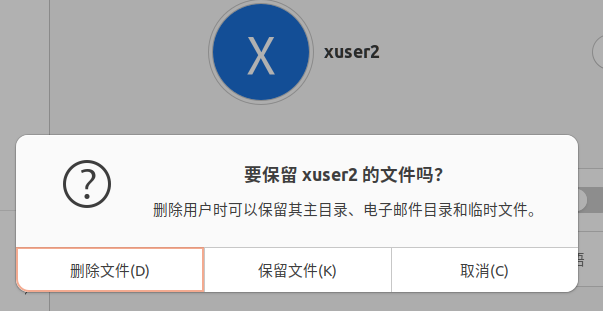 X
xuser2
要保留 xuser2 的文件吗?
删除用户时可以保留其主目录、电子邮件目录和临时文件。
删除文件(D)
保留文件(K)
取消(C)
语